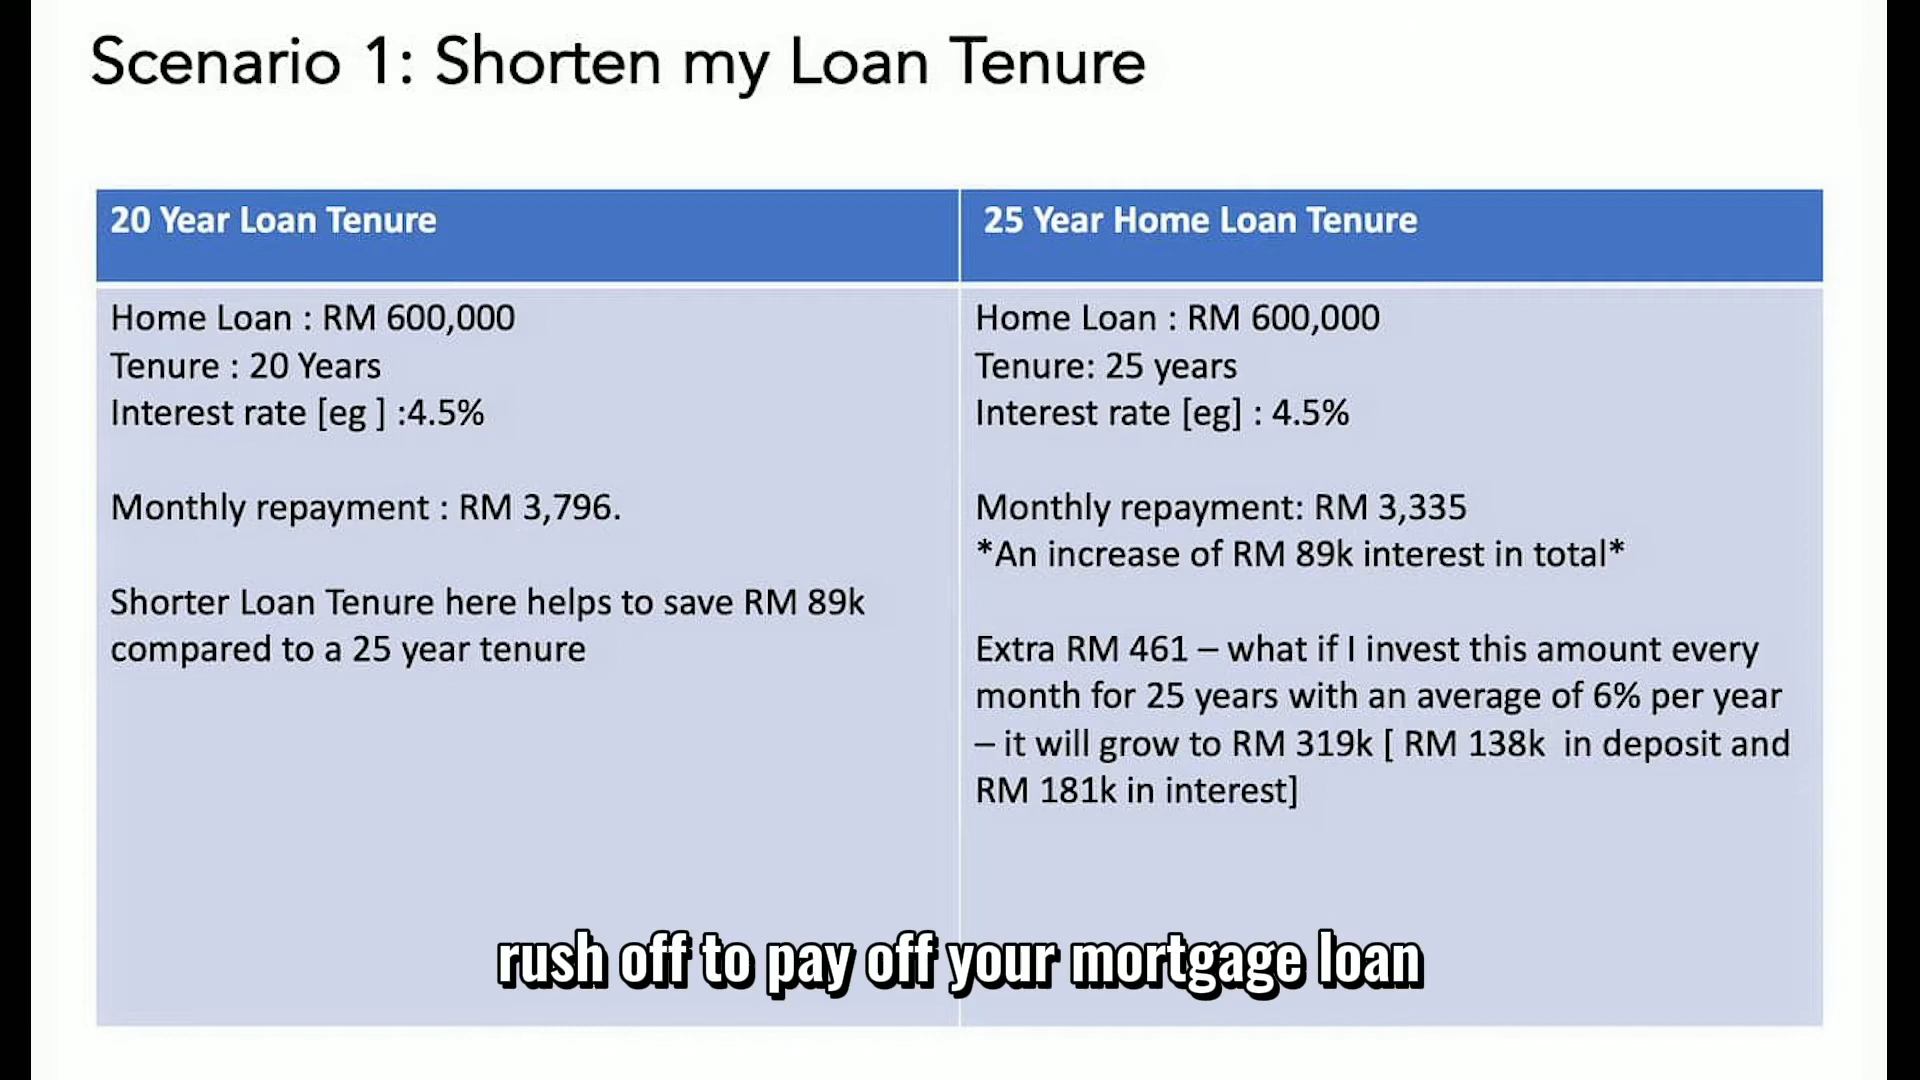 Scenario 1: Shorten my Loan Tenure
20 Year Loan Tenure
Home Loan : RM 600,000
Tenure : 20 Years
Interest rate [eg ] :4.5%
Monthly repayment : RM 3,796.
Shorter Loan Tenure here helps to save RM 89k
compared to a 25 year tenure
25 Year Home Loan Tenure
Home Loan : RM 600,000
Tenure: 25 years
Interest rate [eg] : 4.5%
Monthly repayment: RM 3,335
*An increase of RM 89k interest in total*
Extra RM 461 – what if I invest this amount every
month for 25 years with an average of 6% per year
– it will grow to RM 319k [ RM 138k in deposit and
RM 181k in interest]
rush off to pay off your mortgage loan